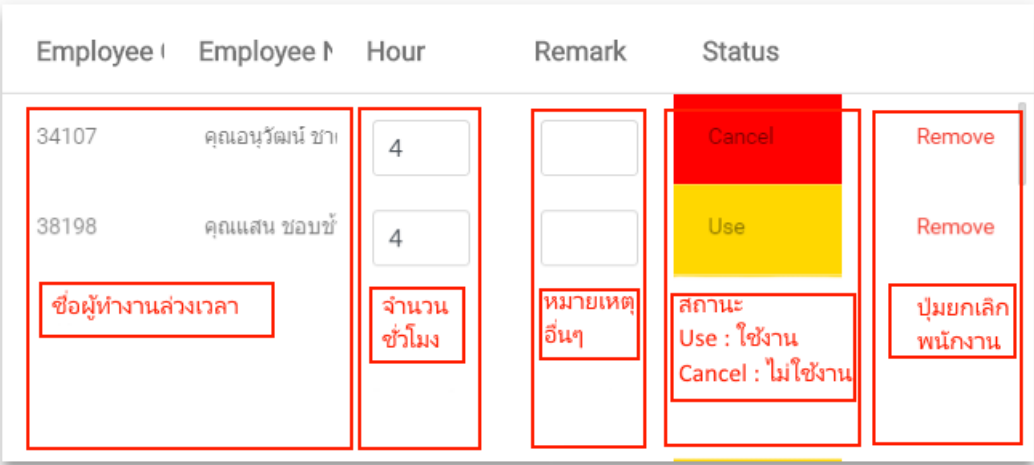 Employee Employee Hour Remark Status
34107 คุณอนุวัฒน์ 4 Cancel Remove
38198 คุณแสน 4 Use Remove
ชื่อผู้ทำงานล่วงเวลา
จำนวน
ชั่วโมง
หมายเหตุ
อื่นๆ
สถานะ
Use : ใช้งาน
Cancel : ไม่ใช้งาน
ปุ่มยกเลิก
พนักงาน